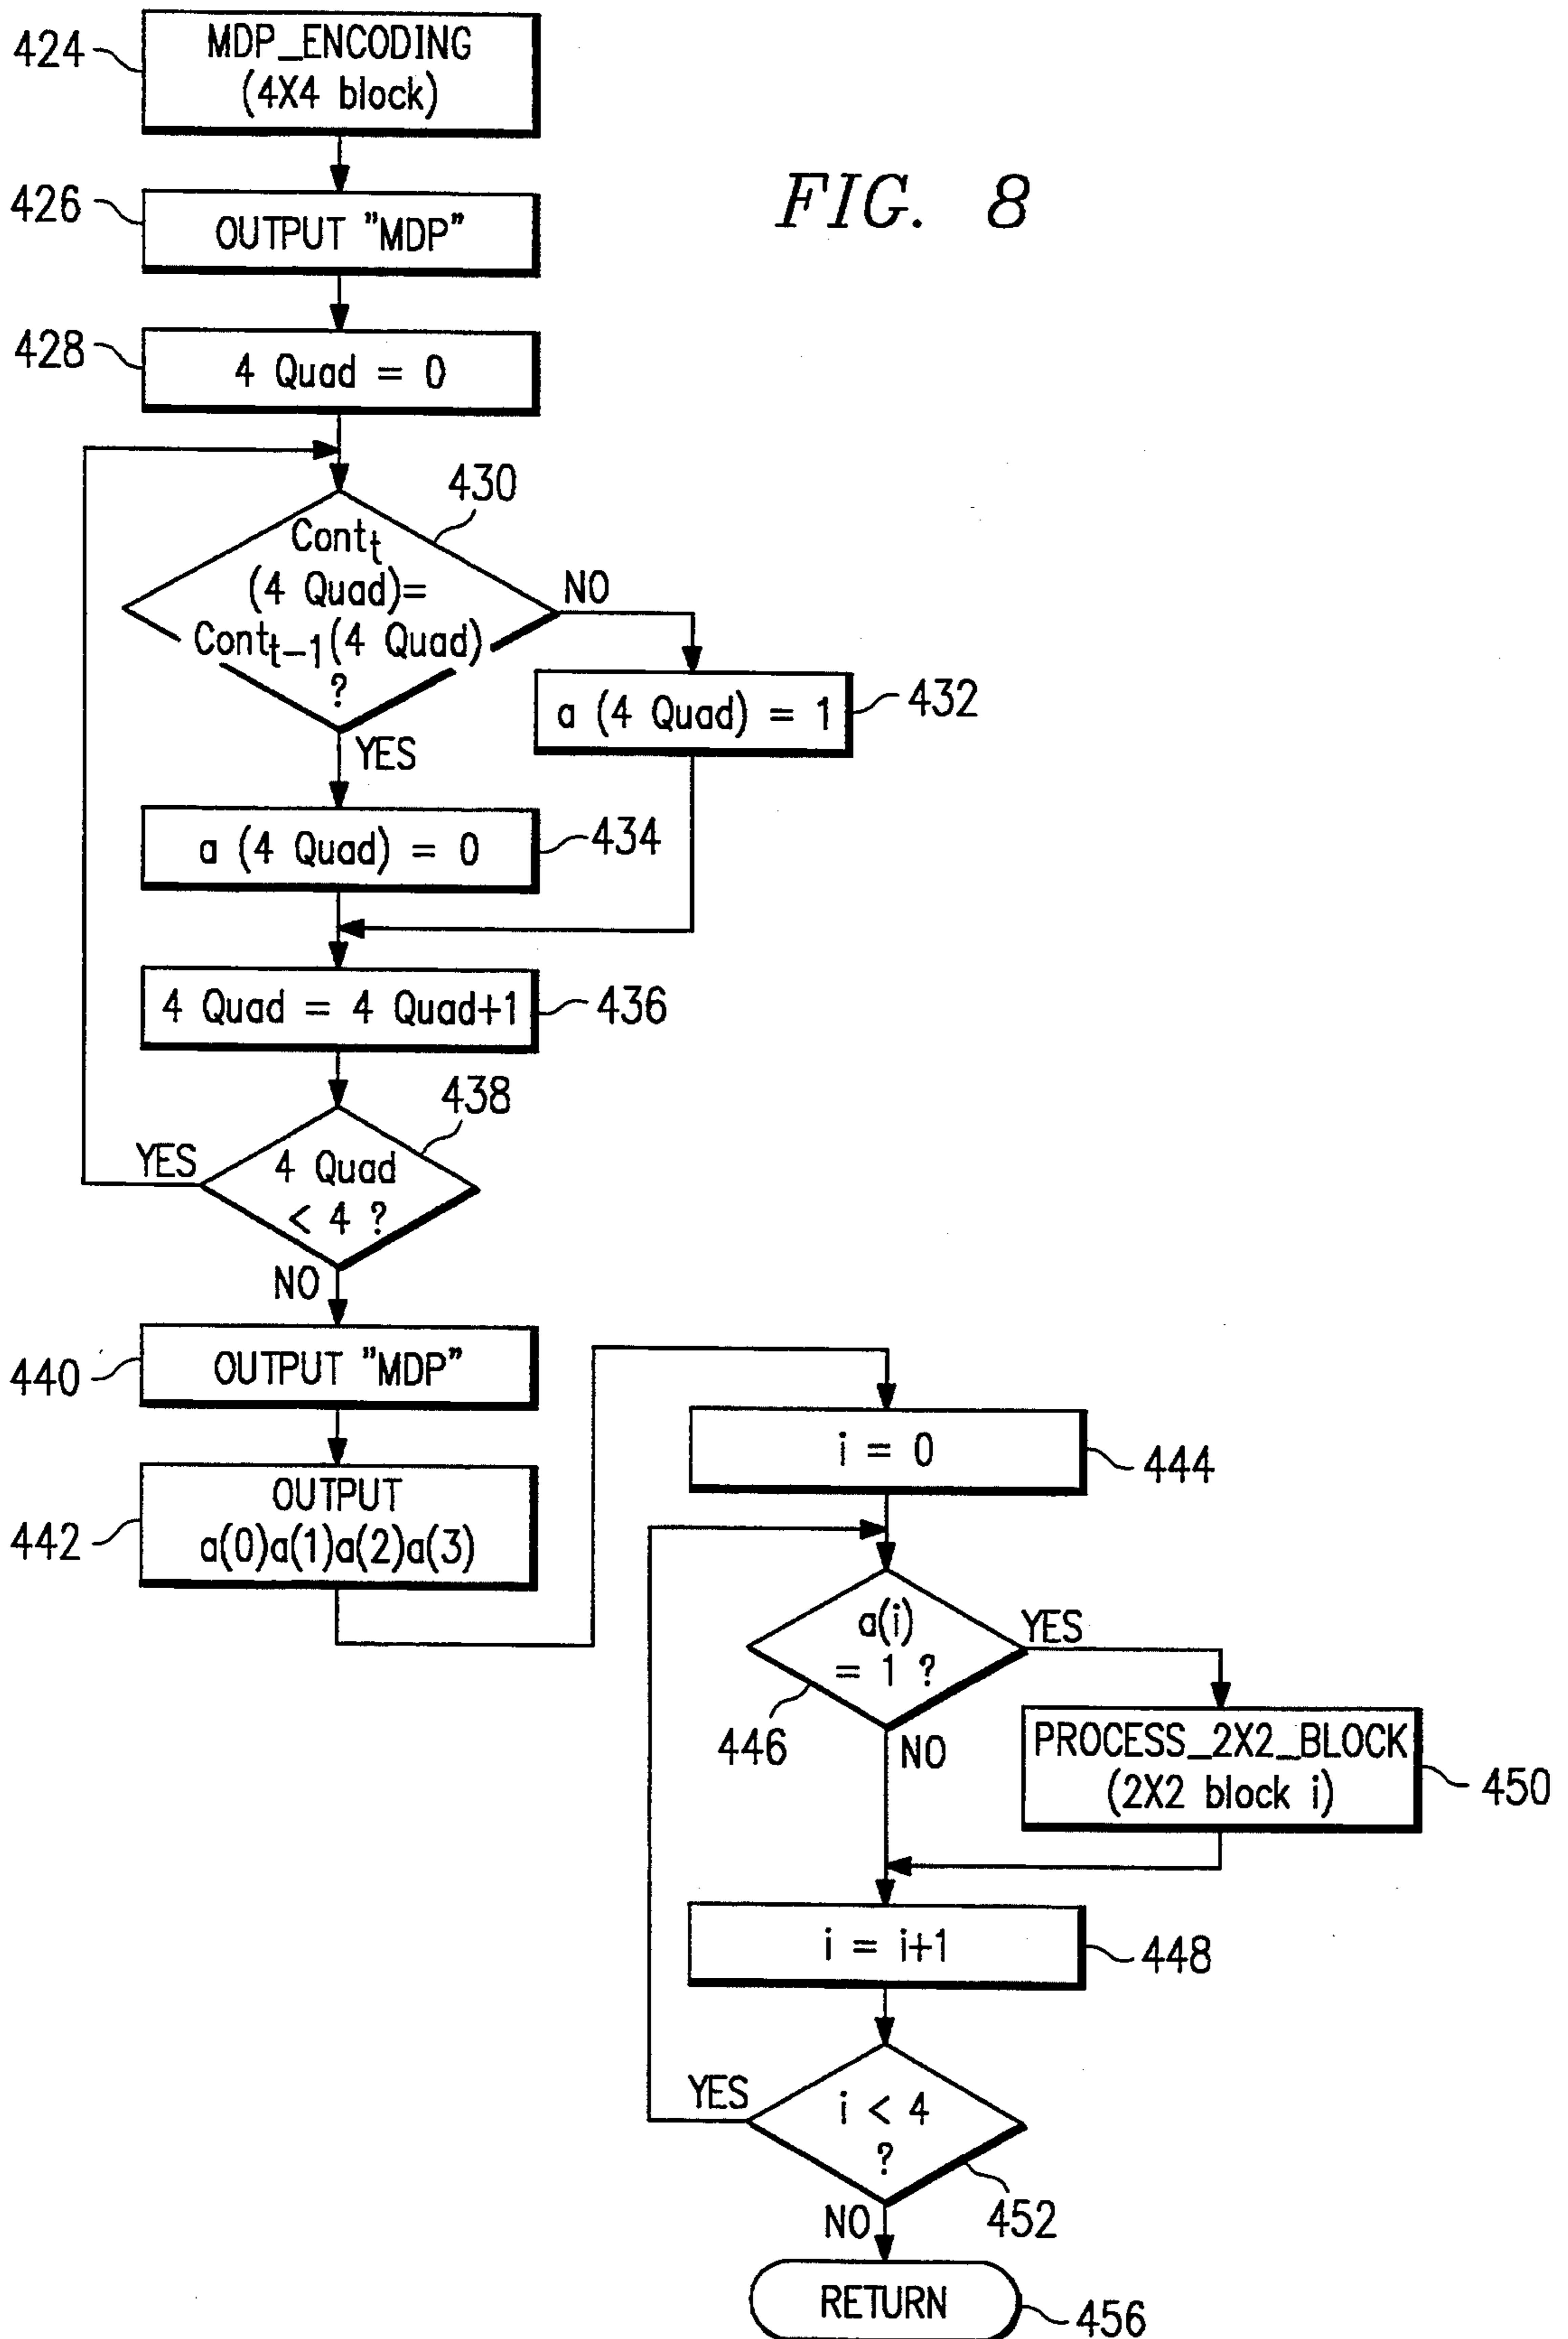 424
MDP_ENCODING
(4X4 block)
FIG. 8
426
OUTPUT "MDP"
428
4 Quad = 0
430
Cont_t
(4 Quad)=
Cont_t-1(4 Quad)
?
NO
YES
a (4 Quad) = 1
432
a (4 Quad) = 0
434
4 Quad = 4 Quad+1
436
438
YES
4 Quad
< 4 ?
NO
440
OUTPUT "MDP"
442
OUTPUT
a(0)a(1)a(2)a(3)
i = 0
444
a(i)
= 1 ?
YES
446
NO
PROCESS_2X2_BLOCK
(2X2 block i)
450
i = i+1
448
YES
i < 4
?
452
NO
RETURN
456